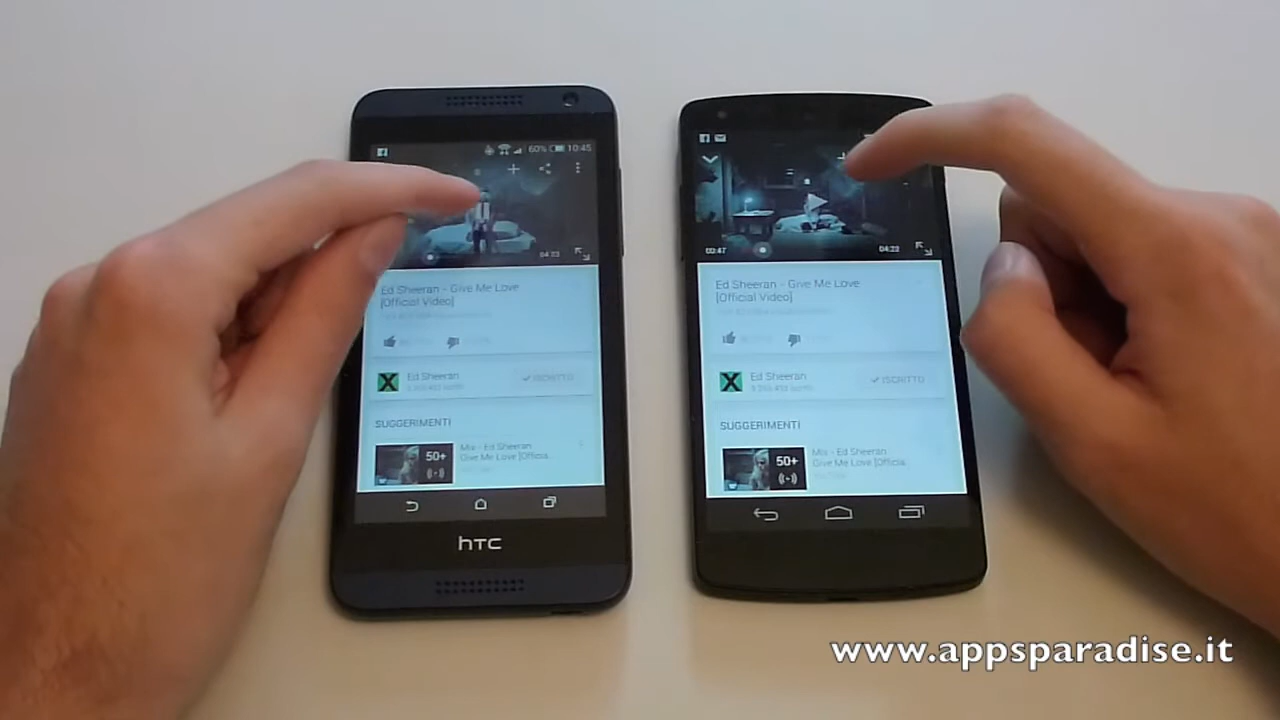 60% 10:45
04:23
Ed Sheeran - Give Me Love
[Official Video]
Ed Sheeran
ISCRITTO
SUGGERIMENTI
50+
Mix - Ed Sheeran
Give Me Love [Officia
hTC
00:47
04:22
Ed Sheeran - Give Me Love
[Official Video]
Ed Sheeran
ISCRITTO
SUGGERIMENTI
50+
Mix - Ed Sheeran
Give Me Love [Officia
www.appsparadise.it